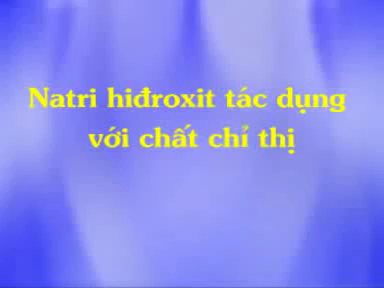 Natri hiđroxit tác dụng
với chất chỉ thị